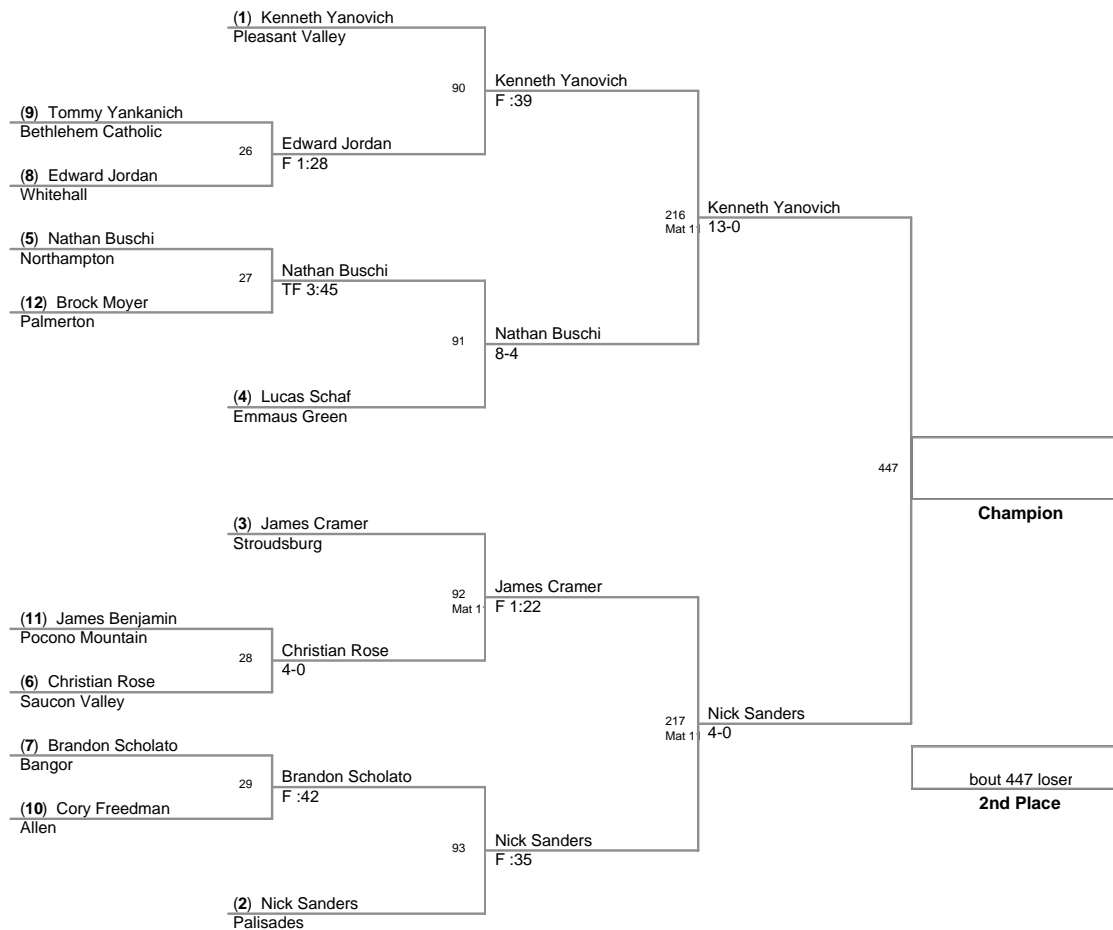 (1) Kenneth Yanovich
Pleasant Valley
90
Kenneth Yanovich
F :39
(9) Tommy Yankanich
Bethlehem Catholic
26
Edward Jordan
F 1:28
(8) Edward Jordan
Whitehall
216
Mat 11
Kenneth Yanovich
13-0
(5) Nathan Buschi
Northampton
27
Nathan Buschi
TF 3:45
(12) Brock Moyer
Palmerton
91
Nathan Buschi
8-4
(4) Lucas Schaf
Emmaus Green
447
Champion
(3) James Cramer
Stroudsburg
92
Mat 11
James Cramer
F 1:22
(11) James Benjamin
Pocono Mountain
28
Christian Rose
4-0
(6) Christian Rose
Saucon Valley
217
Mat 11
Nick Sanders
4-0
(7) Brandon Scholato
Bangor
29
Brandon Scholato
F :42
(10) Cory Freedman
Allen
93
Nick Sanders
F :35
(2) Nick Sanders
Palisades
bout 447 loser
2nd Place